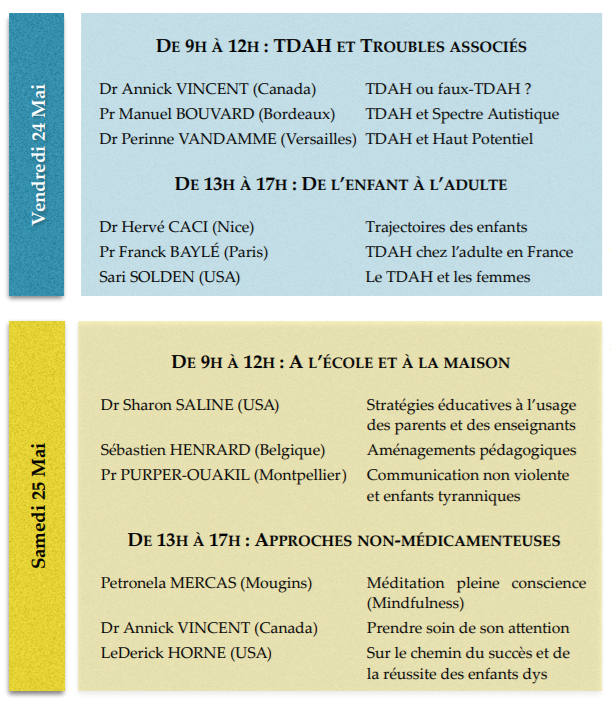 Vendredi 24 Mai
DE 9H À 12H : TDAH ET TROUBLES ASSOCIÉS
Dr Annick VINCENT (Canada) TDAH ou faux-TDAH ?
Pr Manuel BOUVARD (Bordeaux) TDAH et Spectre Autistique
Dr Perinne VANDAMME (Versailles) TDAH et Haut Potentiel
DE 13H À 17H : DE L'ENFANT À L'ADULTE
Dr Hervé CACI (Nice) Trajectoires des enfants
Pr Franck BAYLÉ (Paris) TDAH chez l'adulte en France
Sari SOLDEN (USA) Le TDAH et les femmes
Samedi 25 Mai
DE 9H À 12H : A L'ÉCOLE ET À LA MAISON
Dr Sharon SALINE (USA) Stratégies éducatives à l'usage
des parents et des enseignants
Sébastien HENRARD (Belgique) Aménagements pédagogiques
Pr PURPER-OUAKIL (Montpellier) Communication non violente
et enfants tyranniques
DE 13H À 17H : APPROCHES NON-MÉDICAMENTEUSES
Petronela MERCAS (Mougins) Méditation pleine conscience
(Mindfulness)
Dr Annick VINCENT (Canada) Prendre soin de son attention
LeDerick HORNE (USA) Sur le chemin du succès et de
la réussite des enfants dys